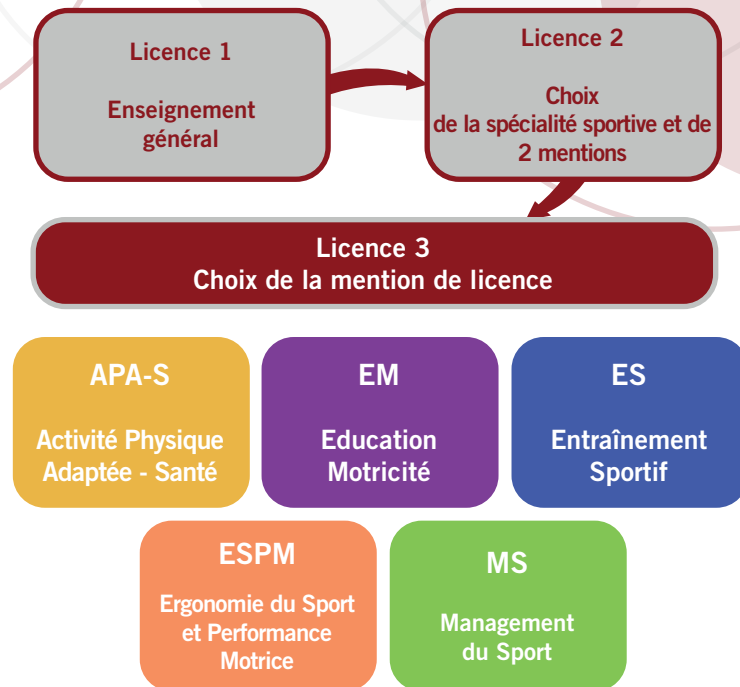 Licence 1
Enseignement
général
Licence 2
Choix
de la spécialité sportive et de
2 mentions
Licence 3
Choix de la mention de licence
APA-S
Activité Physique
Adaptée - Santé
EM
Education
Motricité
ES
Entraînement
Sportif
ESPM
Ergonomie du Sport
et Performance
Motrice
MS
Management
du Sport